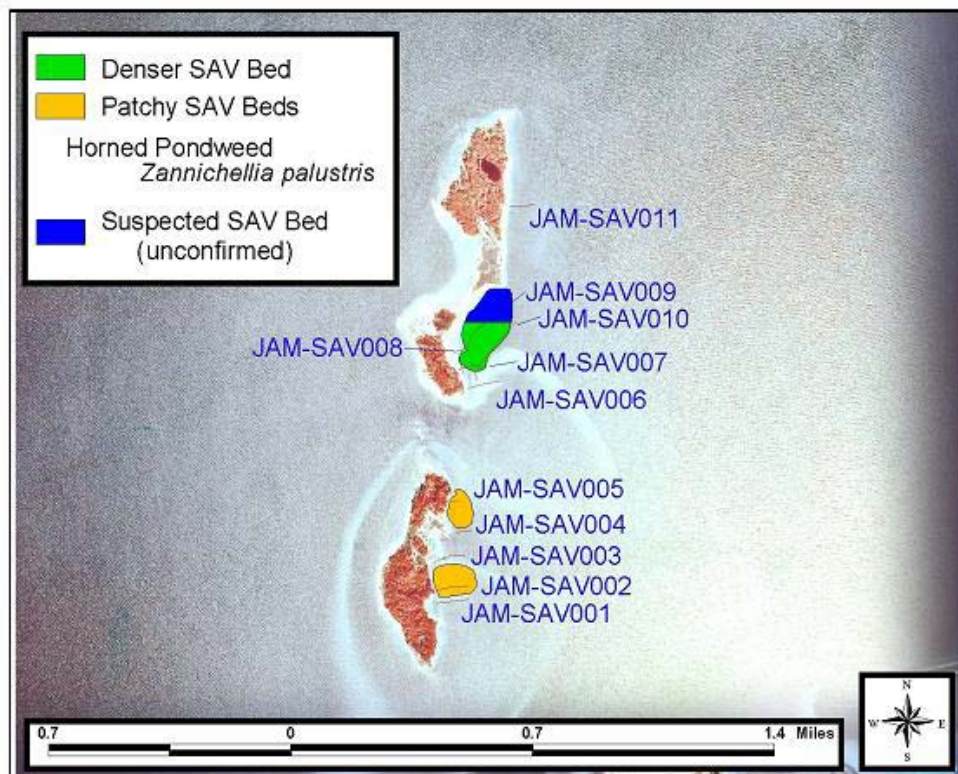 Denser SAV Bed
Patchy SAV Beds
Horned Pondweed
Zannichellia palustris
Suspected SAV Bed
(unconfirmed)
JAM-SAV011
JAM-SAV009
JAM-SAV010
JAM-SAV008
JAM-SAV007
JAM-SAV006
JAM-SAV005
JAM-SAV004
JAM-SAV003
JAM-SAV002
JAM-SAV001
0.7 0 0.7 1.4 Miles
N
W E
S